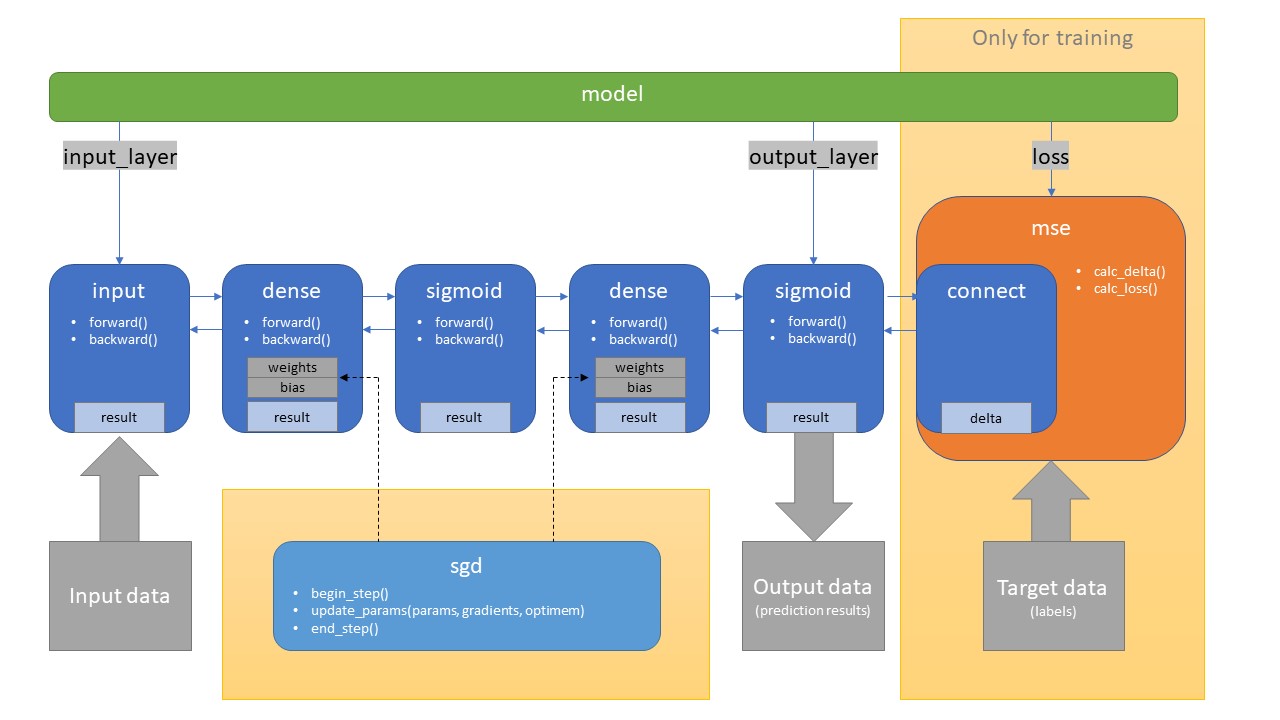 Only for training
model
input_layer
output_layer
loss
mse
• calc_delta()
• calc_loss()
input
• forward()
• backward()
result
dense
• forward()
• backward()
weights
bias
result
sigmoid
• forward()
• backward()
result
dense
• forward()
• backward()
weights
bias
result
sigmoid
• forward()
• backward()
result
connect
delta
Input data
sgd
• begin_step()
• update_params(params, gradients, optimem)
• end_step()
Output data
(prediction results)
Target data
(labels)